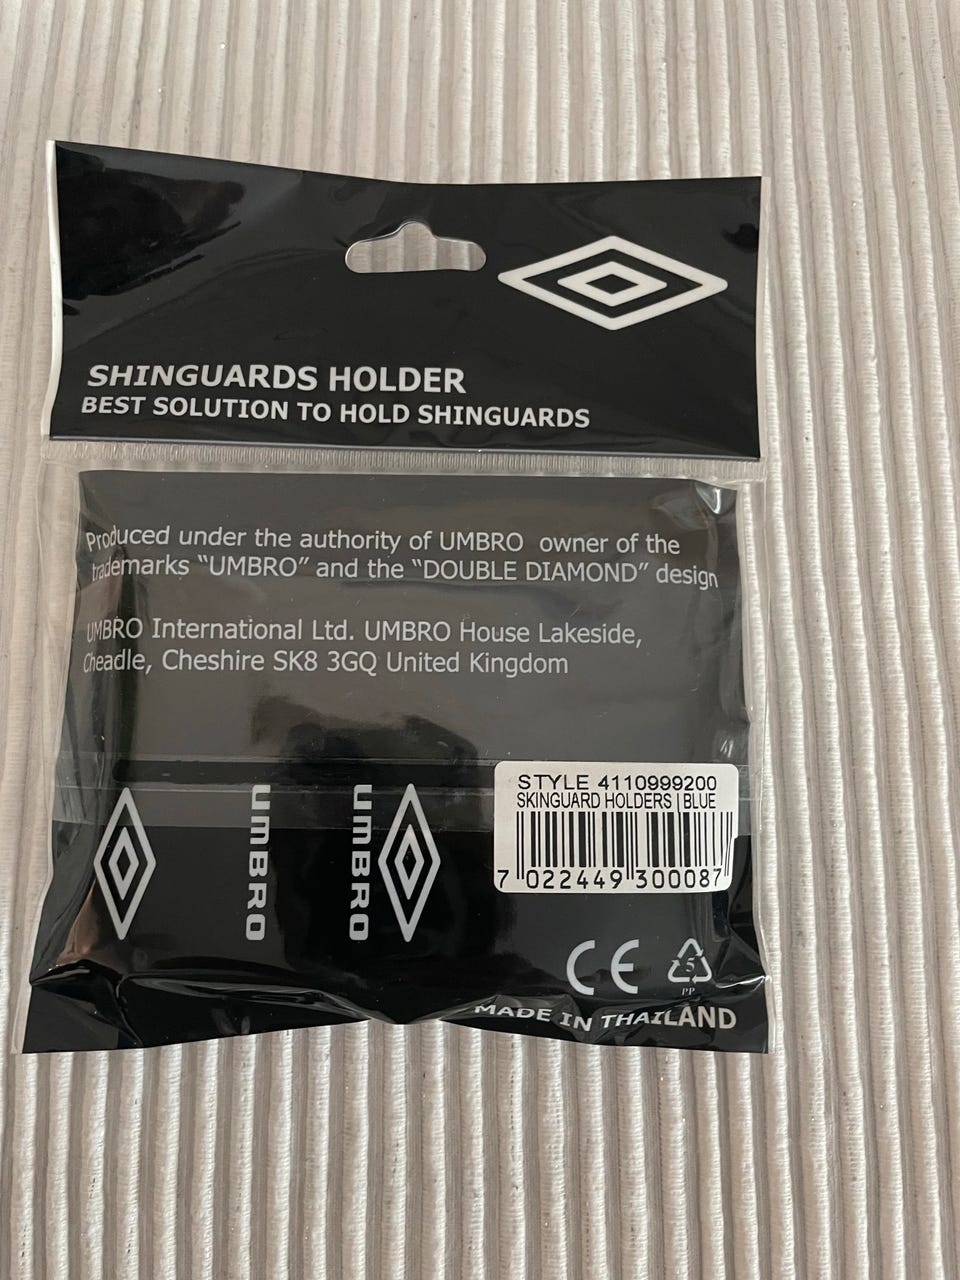 SHINGUARDS HOLDER
BEST SOLUTION TO HOLD SHINGUARDS
Produced under the authority of UMBRO owner of the
trademarks “UMBRO” and the “DOUBLE DIAMOND” design
UMBRO International Ltd. UMBRO House Lakeside,
Cheadle, Cheshire SK8 3GQ United Kingdom
UMBRO
UMBRO
STYLE 4110999200
SKINGUARD HOLDERS | BLUE
7 022449 300087
CE
5
PP
MADE IN THAILAND